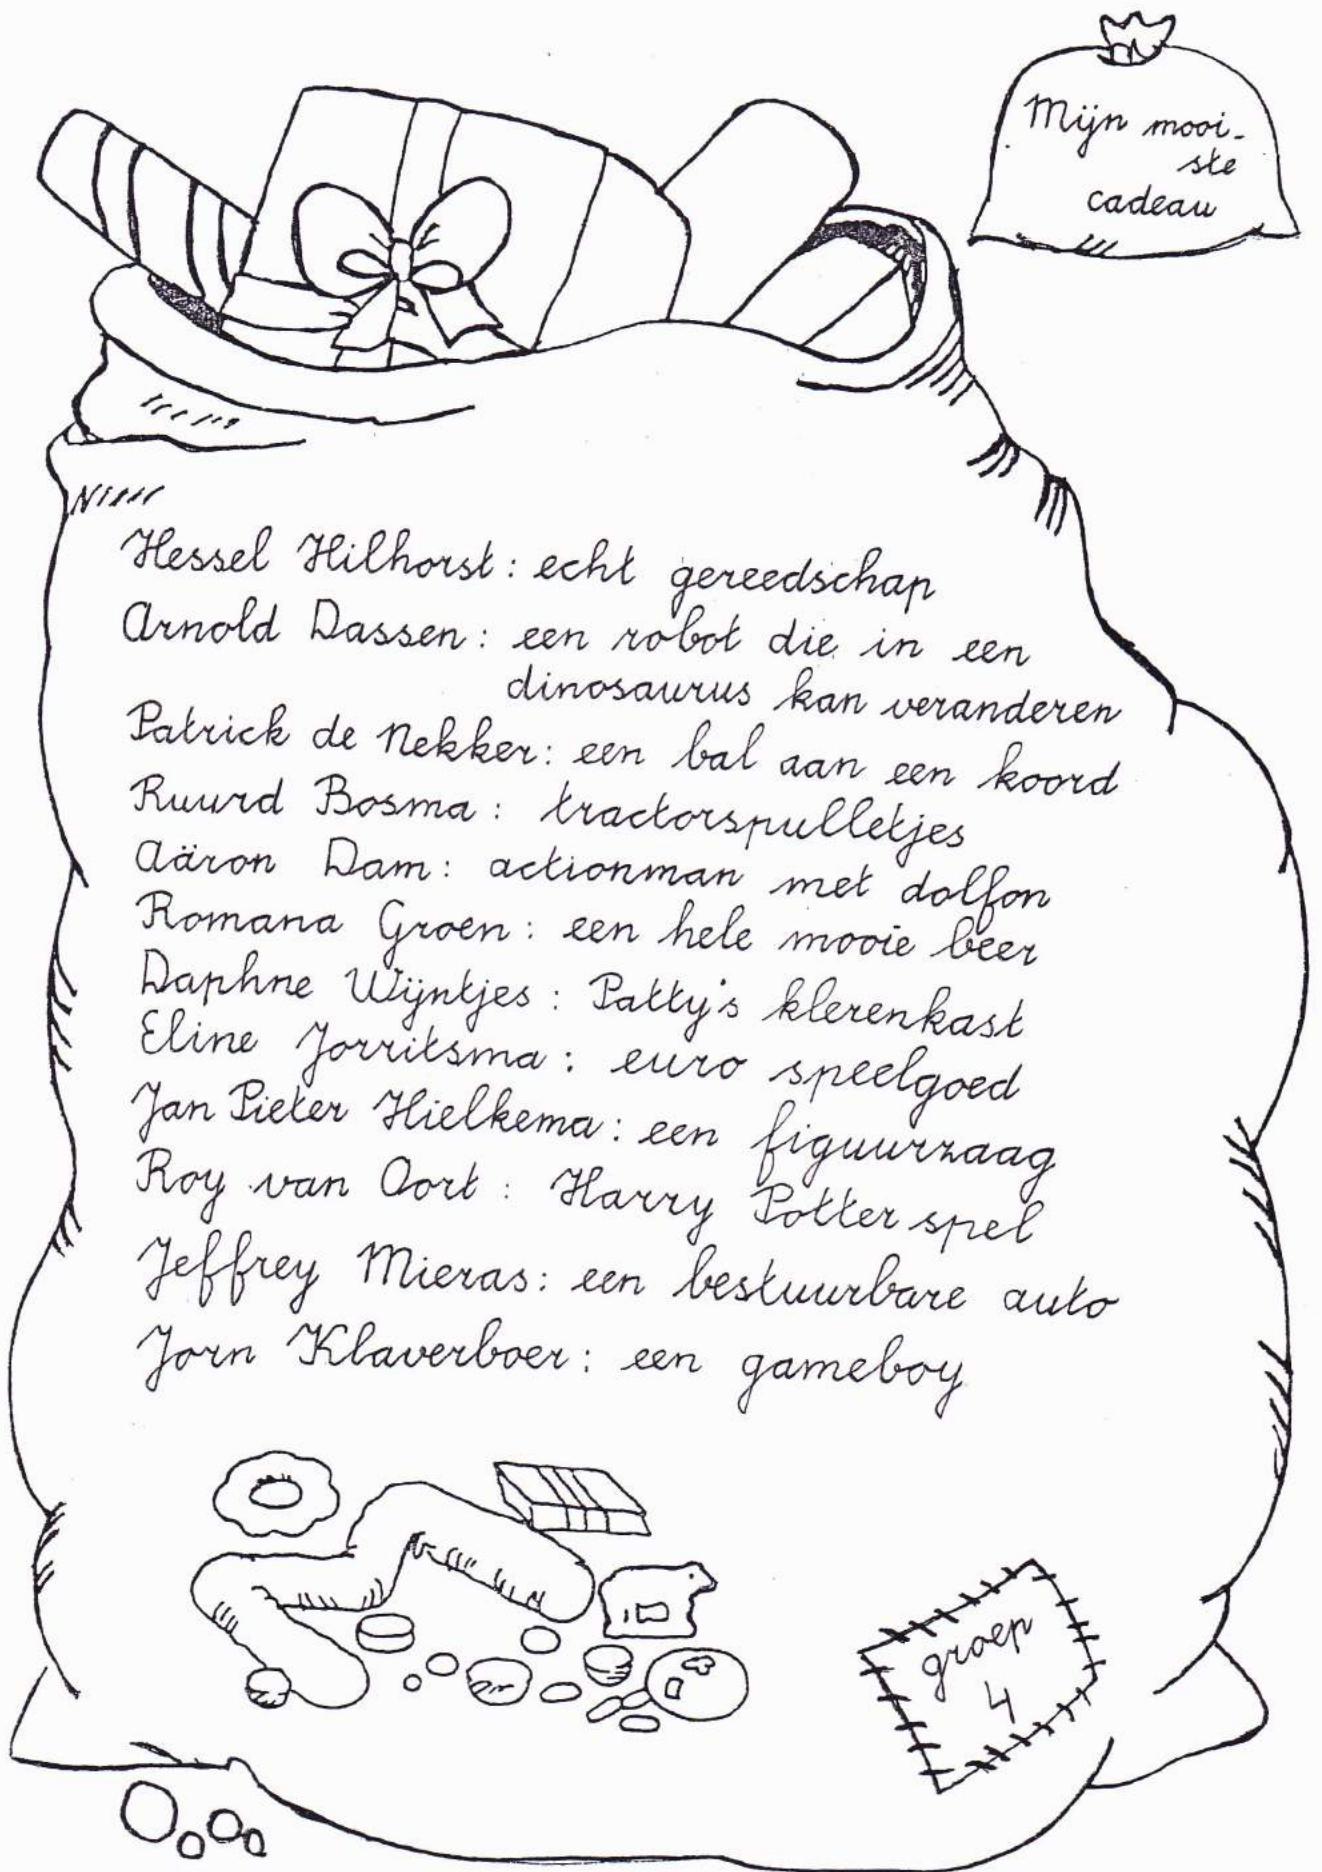 Mijn mooi-
ste
cadeau
Hessel Hilhorst: echt gereedschap
Arnold Dassen: een robot die in een
dinosaurus kan veranderen
Patrick de Nekker: een bal aan een koord
Ruurd Bosma: tractorspulletjes
Aäron Dam: actionman met dolfon
Romana Groen: een hele mooie beer
Daphne Wijntjes: Patty's klerenkast
Eline Jorritsma: euro speelgoed
Jan Pieter Hielkema: een figuurzaag
Roy van Oort: Harry Potter spel
Jeffrey Mieras: een bestuurbare auto
Jorn Klaverboer: een gameboy
groep
4